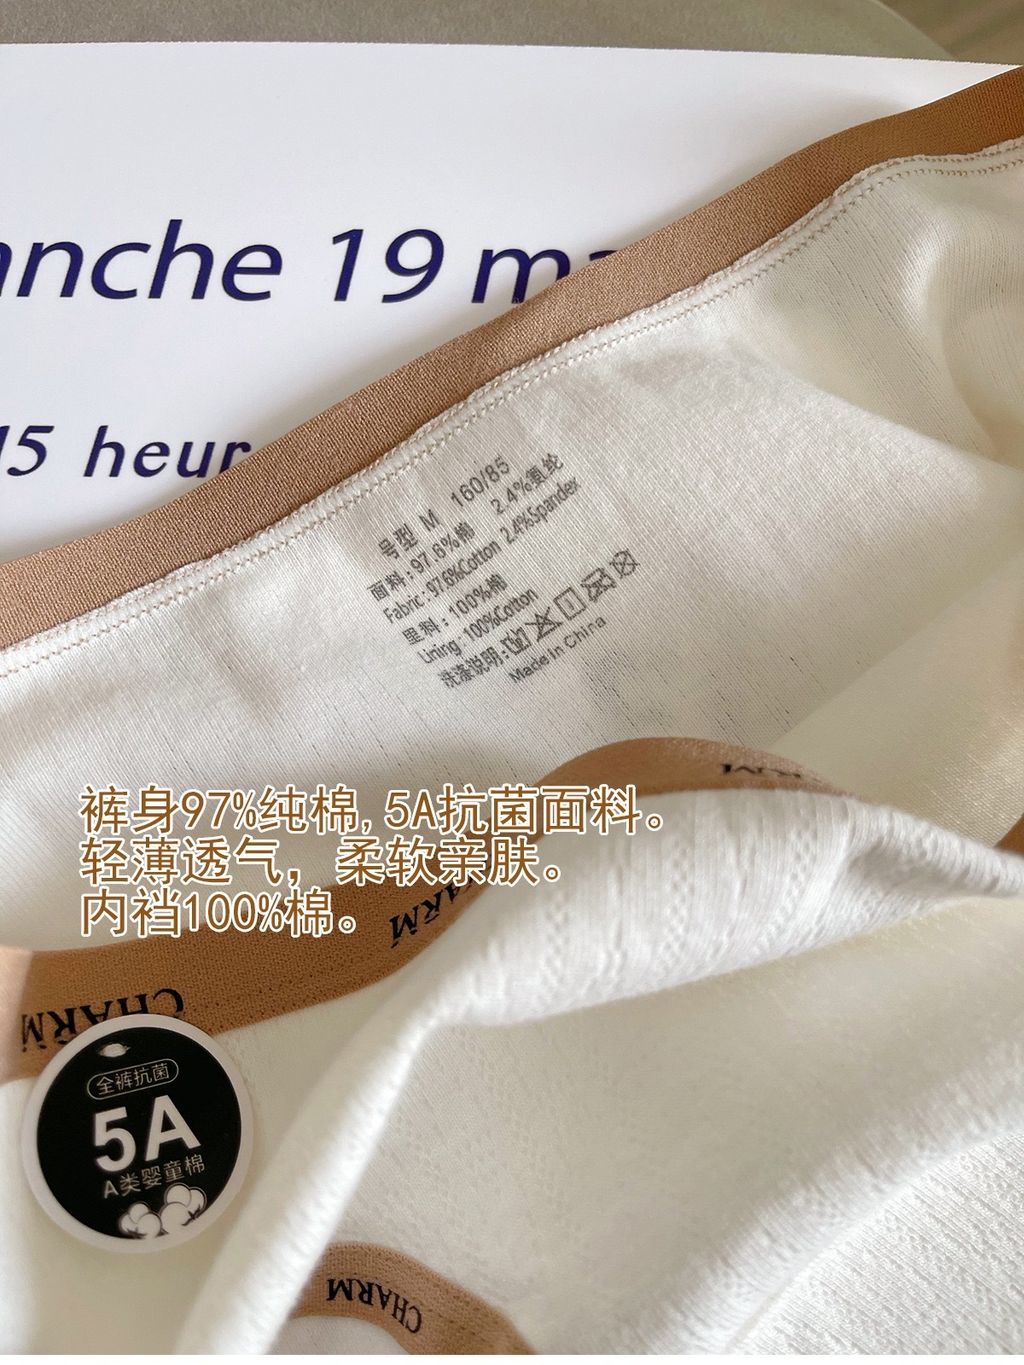 anche 19 ma
15 heur
号型 M 160/85
面料：97.6%棉 2.4%氨纶
Fabric：97.6%Cotton 2.4%Spandex
里料：100%棉
Lining：100%Cotton
洗涤说明：
Made in China
裤身97%纯棉,5A抗菌面料。
轻薄透气，柔软亲肤。
内裆100%棉。
CHARM
CHARM
全裤抗菌
5A
A类婴童棉
CHARM